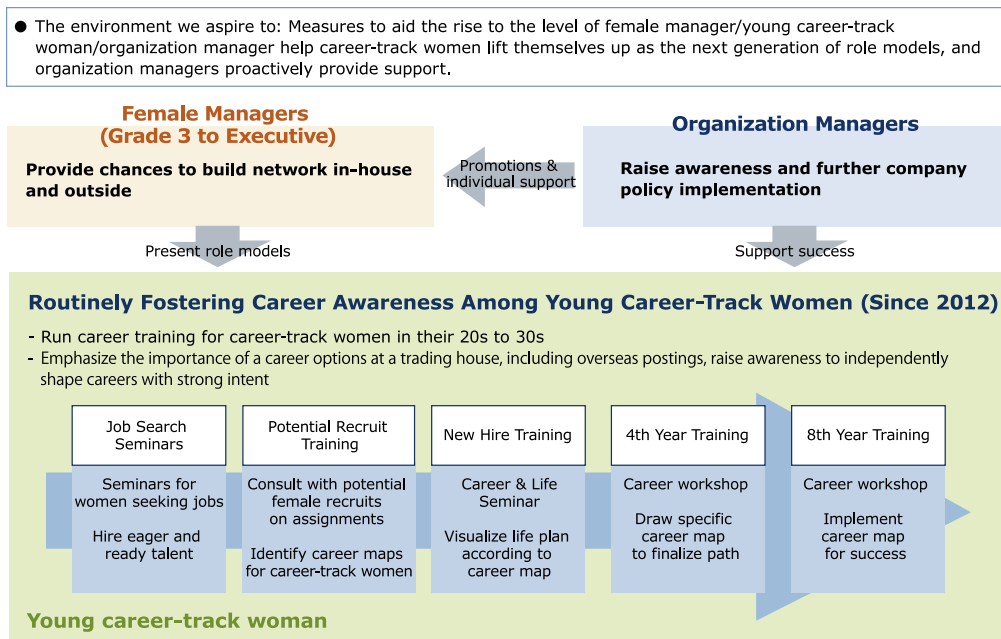 ● The environment we aspire to: Measures to aid the rise to the level of female manager/young career-track
woman/organization manager help career-track women lift themselves up as the next generation of role models, and
organization managers proactively provide support.
Female Managers
(Grade 3 to Executive)
Provide chances to build network in-house
and outside
Promotions &
individual support
Organization Managers
Raise awareness and further company
policy implementation
Present role models
Support success
Routinely Fostering Career Awareness Among Young Career-Track Women (Since 2012)
- Run career training for career-track women in their 20s to 30s
- Emphasize the importance of a career options at a trading house, including overseas postings, raise awareness to independently
shape careers with strong intent
Job Search
Seminars
Seminars for
women seeking jobs
Hire eager and
ready talent
Potential Recruit
Training
Consult with potential
female recruits
on assignments
Identify career maps
for career-track women
New Hire Training
Career & Life
Seminar
Visualize life plan
according to
career map
4th Year Training
Career workshop
Draw specific
career map
to finalize path
8th Year Training
Career workshop
Implement
career map
for success
Young career-track woman